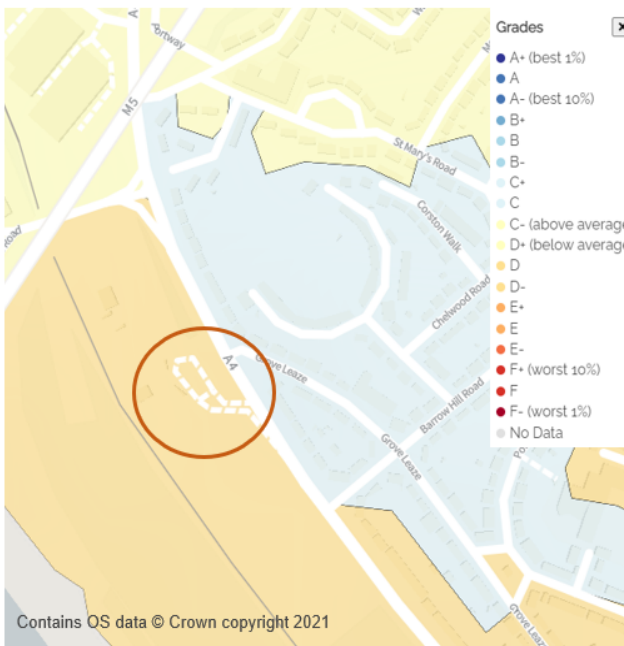 Portway
M5
St Mary's Road
Corston Walk
Chelwood Road
Road
A4
Grove Leaze
Barrow Hill Road
Grove Leaze
Grove Leaze
Contains OS data © Crown copyright 2021
Grades
A+ (best 1%)
A
A- (best 10%)
B+
B
B-
C+
C
C- (above average
D+ (below average
D
D-
E+
E
E-
F+ (worst 10%)
F
F- (worst 1%)
No Data